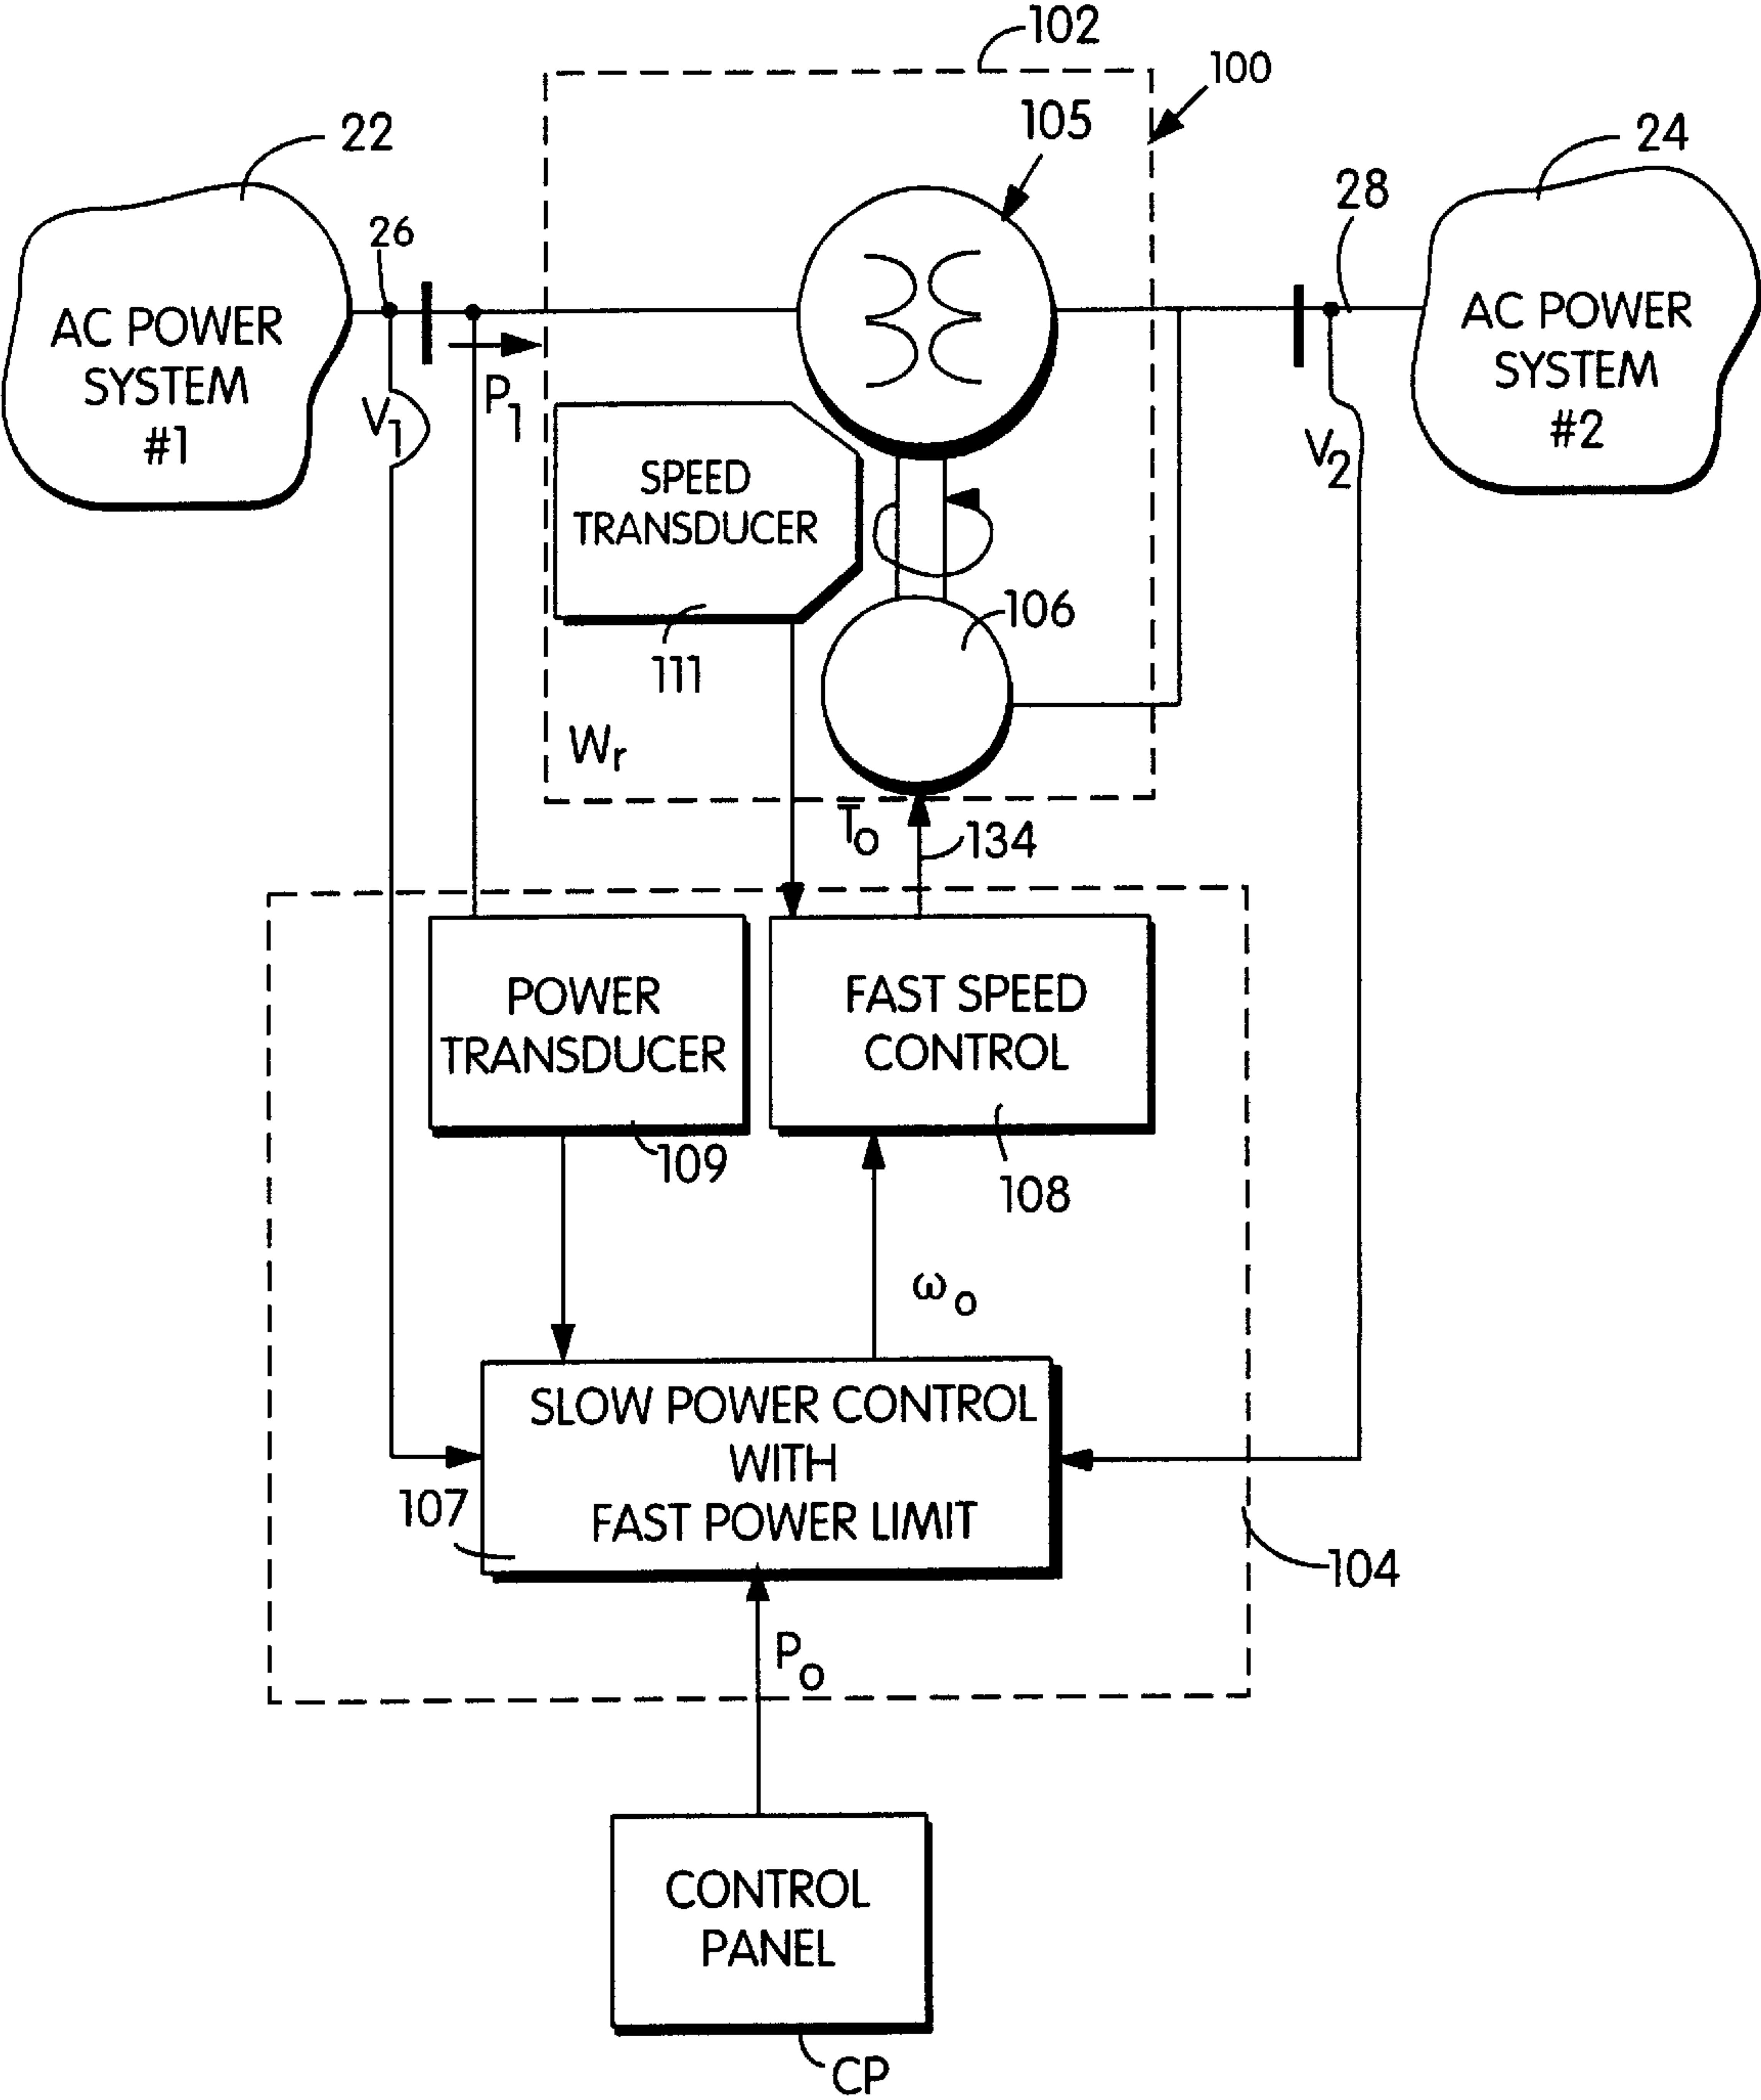 102
100
105
22
24
28
26
AC POWER
SYSTEM
#1
AC POWER
SYSTEM
#2
P1
V1
V2
SPEED
TRANSDUCER
106
111
Wr
To
134
POWER
TRANSDUCER
FAST SPEED
CONTROL
109
108
ωo
SLOW POWER CONTROL
WITH
FAST POWER LIMIT
107
104
Po
CONTROL
PANEL
CP